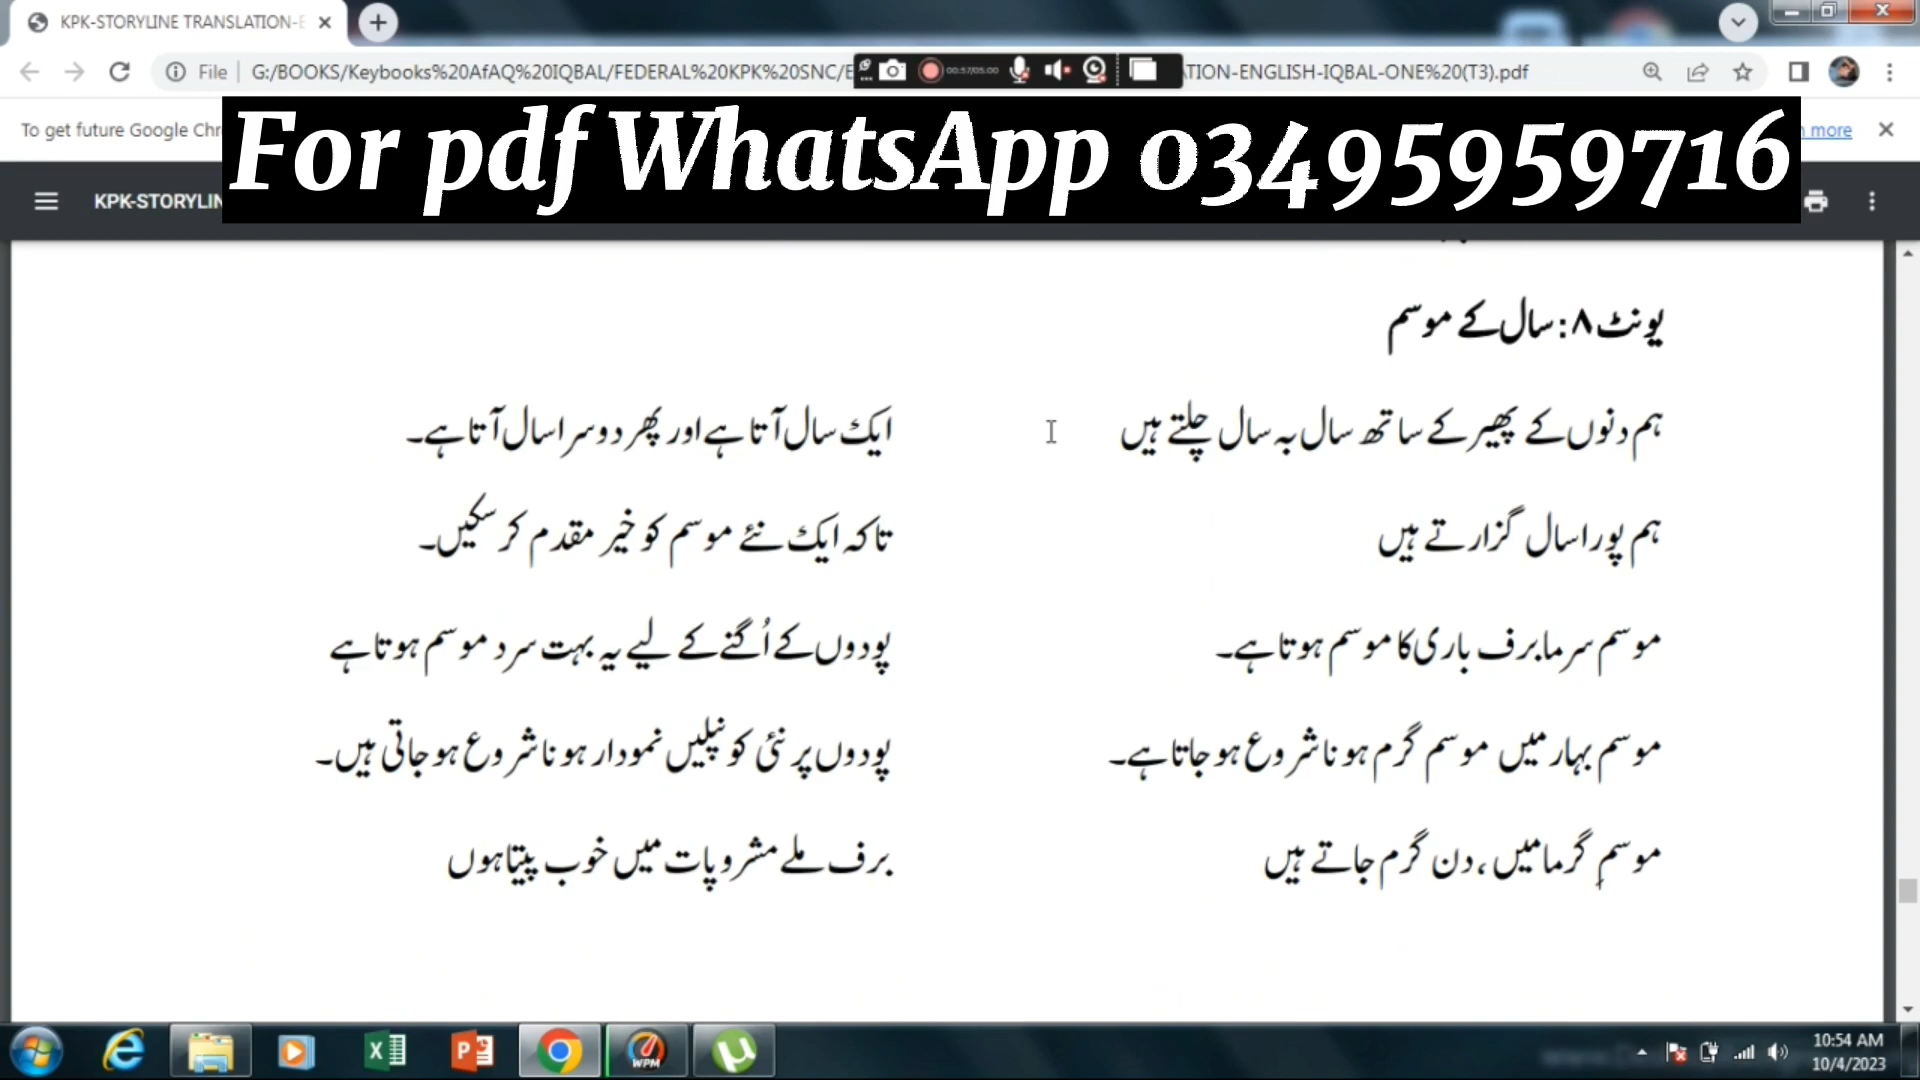 KPK-STORYLINE TRANSLATION-E
File
G:/BOOKS/Keybooks%20AfAQ%20IQBAL/FEDERAL%20KPK%20SNC/E
00:57/05:00
TION-ENGLISH-IQBAL-ONE%20(T3).pdf
To get future Google Chr
more
For pdf WhatsApp 03495959716
KPK-STORYLIN
یونٹ ۸: سال کے موسم
ہم دنوں کے پھیر کے ساتھ سال بہ سال چلتے ہیں
ایک سال آتا ہے اور پھر دوسرا سال آتا ہے۔
ہم پورا سال گزارتے ہیں
تاکہ ایک نئے موسم کو خیر مقدم کر سکیں۔
موسم سرما برف باری کا موسم ہوتا ہے۔
پودوں کے اُگنے کے لیے یہ بہت سرد موسم ہوتا ہے
موسم بہار میں موسم گرم ہونا شروع ہو جاتا ہے۔
پودوں پر نئی کونپلیں نمودار ہونا شروع ہو جاتی ہیں۔
موسمِ گرما میں، دن گرم جاتے ہیں
برف ملے مشروپات میں خوب پیتا ہوں
WPM
10:54 AM
10/4/2023